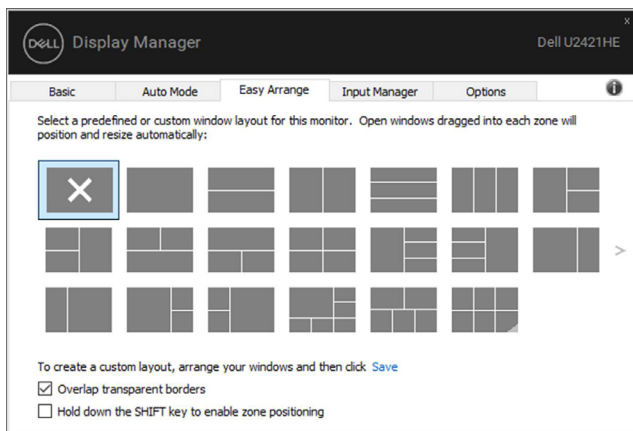 x
DELL Display Manager Dell U2421HE
Basic Auto Mode Easy Arrange Input Manager Options
Select a predefined or custom window layout for this monitor. Open windows dragged into each zone will
position and resize automatically:
To create a custom layout, arrange your windows and then click Save
Overlap transparent borders
Hold down the SHIFT key to enable zone positioning